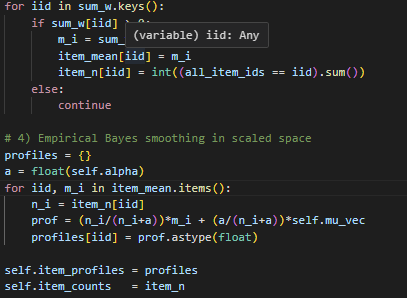 for iid in sum_w.keys():
    if sum_w[iid]
        m_i = sum_
(variable) iid: Any
        item_mean[iid] = m_i
        item_n[iid] = int((all_item_ids == iid).sum())
    else:
        continue
# 4) Empirical Bayes smoothing in scaled space
profiles = {}
a = float(self.alpha)
for iid, m_i in item_mean.items():
    n_i = item_n[iid]
    prof = (n_i/(n_i+a))*m_i + (a/(n_i+a))*self.mu_vec
    profiles[iid] = prof.astype(float)
self.item_profiles = profiles
self.item_counts   = item_n